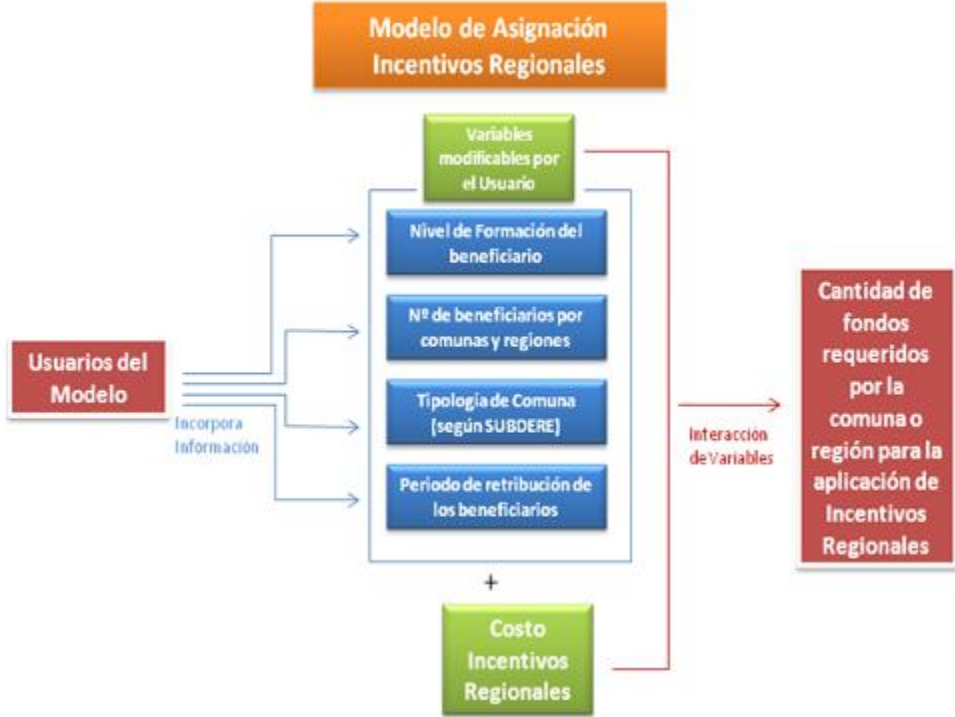 Modelo de Asignación
Incentivos Regionales
Variables
modificables por
el Usuario
Nivel de Formación del
beneficiario
Nº de beneficiarios por
comunas y regiones
Tipología de Comuna
(según SUBDERE)
Periodo de retribución de
los beneficiarios
Usuarios del
Modelo
Incorpora
Información
+
Costo
Incentivos
Regionales
Interacción
de Variables
Cantidad de
fondos
requeridos
por la
comuna o
región para la
aplicación de
Incentivos
Regionales